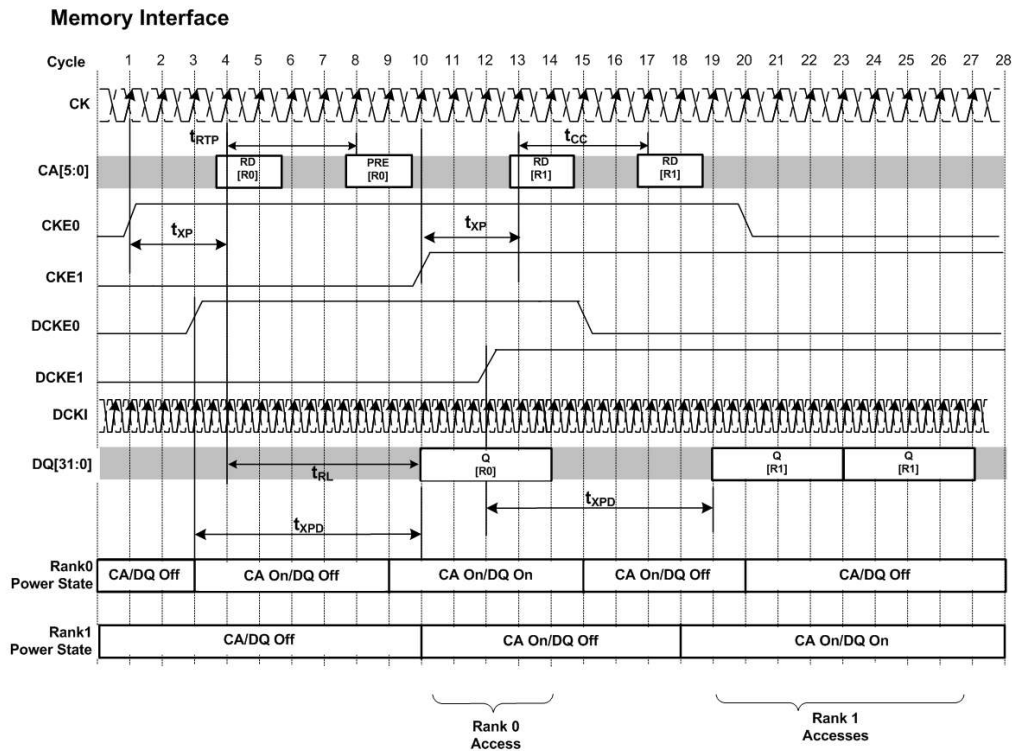 Memory Interface
Cycle 1 2 3 4 5 6 7 8 9 10 11 12 13 14 15 16 17 18 19 20 21 22 23 24 25 26 27 28
CK
tRTP tCC
CA[5:0]
RD [R0]
PRE [R0]
RD [R1]
RD [R1]
CKE0
tXP tXP
CKE1
DCKE0
DCKE1
DCKI
DQ[31:0]
Q [R0]
Q [R1]
Q [R1]
tRL
tXPD tXPD
Rank0 Power State
CA/DQ Off CA On/DQ Off CA On/DQ On CA On/DQ Off CA/DQ Off
Rank1 Power State
CA/DQ Off CA On/DQ Off CA On/DQ On
Rank 0 Access
Rank 1 Accesses